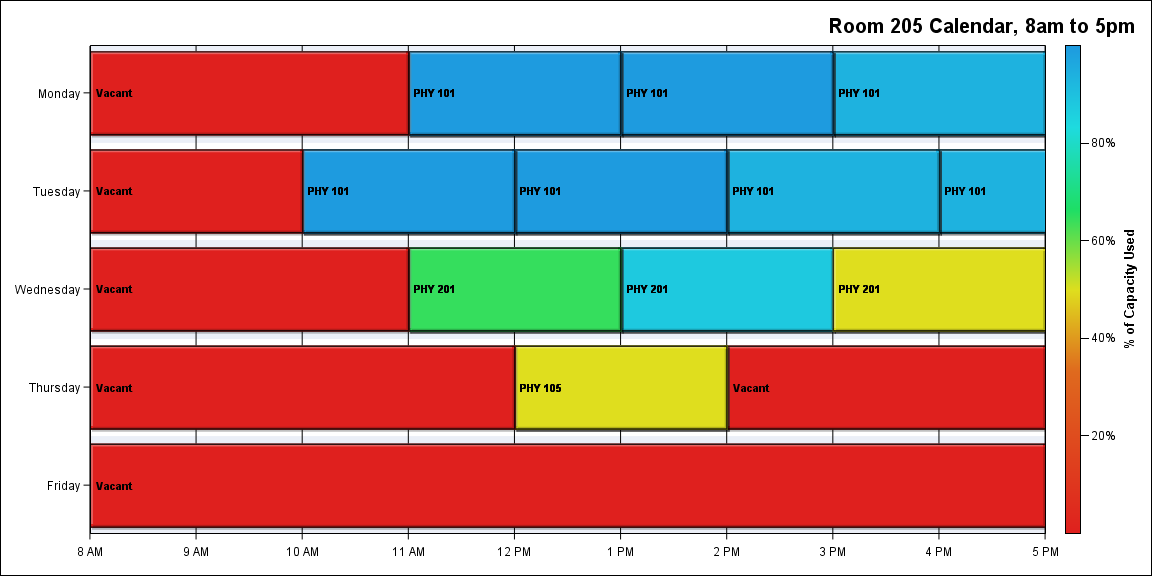 Room 205 Calendar, 8am to 5pm
Monday
Vacant
PHY 101
PHY 101
PHY 101
Tuesday
Vacant
PHY 101
PHY 101
PHY 101
PHY 101
Wednesday
Vacant
PHY 201
PHY 201
PHY 201
Thursday
Vacant
PHY 105
Vacant
Friday
Vacant
8 AM
9 AM
10 AM
11 AM
12 PM
1 PM
2 PM
3 PM
4 PM
5 PM
80%
60%
40%
20%
% of Capacity Used